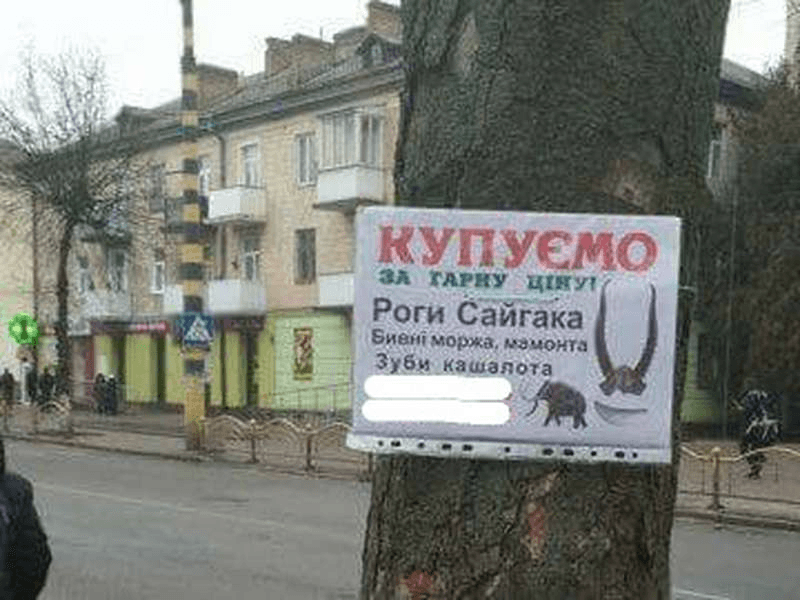 КУПУЄМО
ЗА ГАРНУ ЦІНУ!
Роги Сайгака
Бивні моржа, мамонта
Зуби кашалота